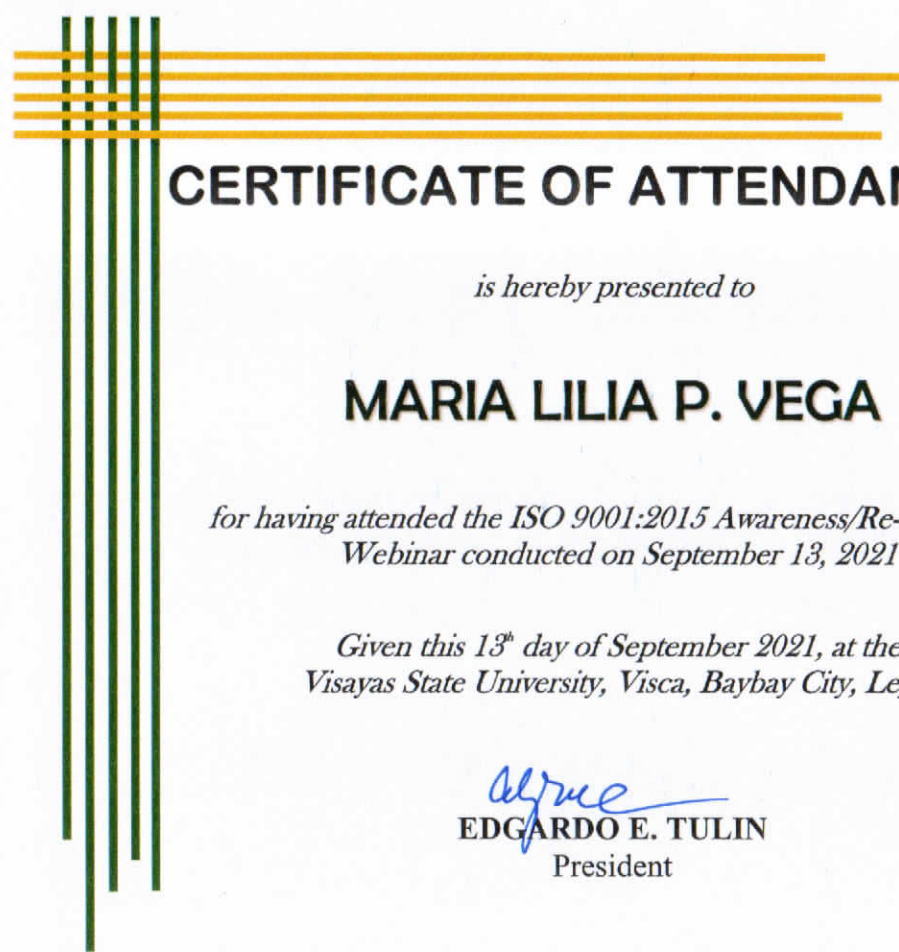 CERTIFICATE OF ATTENDAN
is hereby presented to
MARIA LILIA P. VEGA
for having attended the ISO 9001:2015 Awareness/Re-
Webinar conducted on September 13, 2021
Given this 13th day of September 2021, at the
Visayas State University, Visca, Baybay City, Le
EDGARDO E. TULIN
President